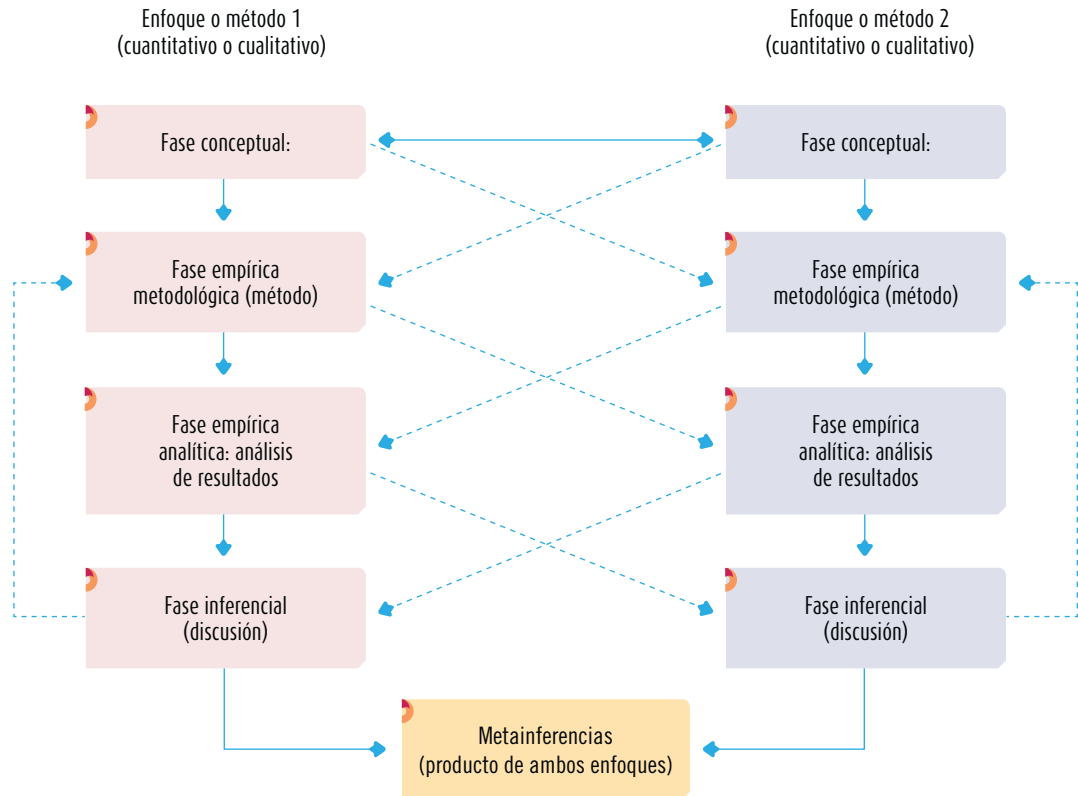 Enfoque o método 1
(cuantitativo o cualitativo)
Enfoque o método 2
(cuantitativo o cualitativo)
Fase conceptual:
Fase conceptual:
Fase empírica
metodológica (método)
Fase empírica
metodológica (método)
Fase empírica
analítica: análisis
de resultados
Fase empírica
analítica: análisis
de resultados
Fase inferencial
(discusión)
Fase inferencial
(discusión)
Metainferencias
(producto de ambos enfoques)